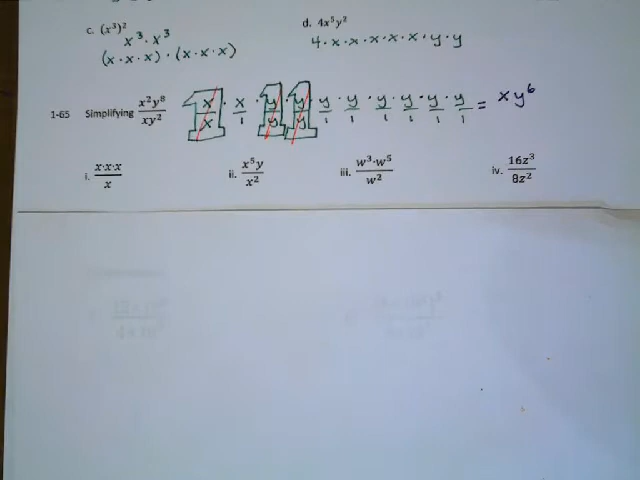 c. (x³)²
x³ · x³
(x · x · x) · (x · x · x)
d. 4x⁵y²
4 · x · x · x · x · x · y · y
1-65 Simplifying x²y⁸/xy² x/x · x/1 · y/y · y/y · y/1 · y/1 · y/1 · y/1 · y/1 · y/1 = xy⁶
i. x·x·x/x
ii. x⁵y/x²
iii. w³·w⁵/w²
iv. 16z³/8z²